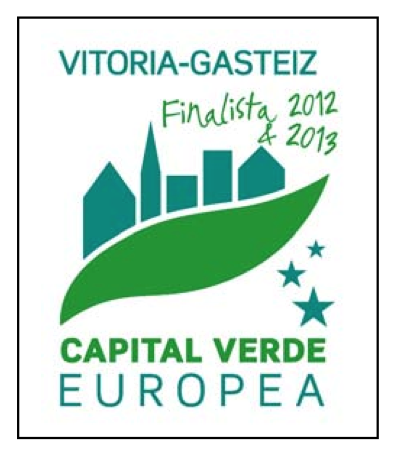 VITORIA-GASTEIZ
Finalista 2012
& 2013
CAPITAL VERDE
EUROPEA